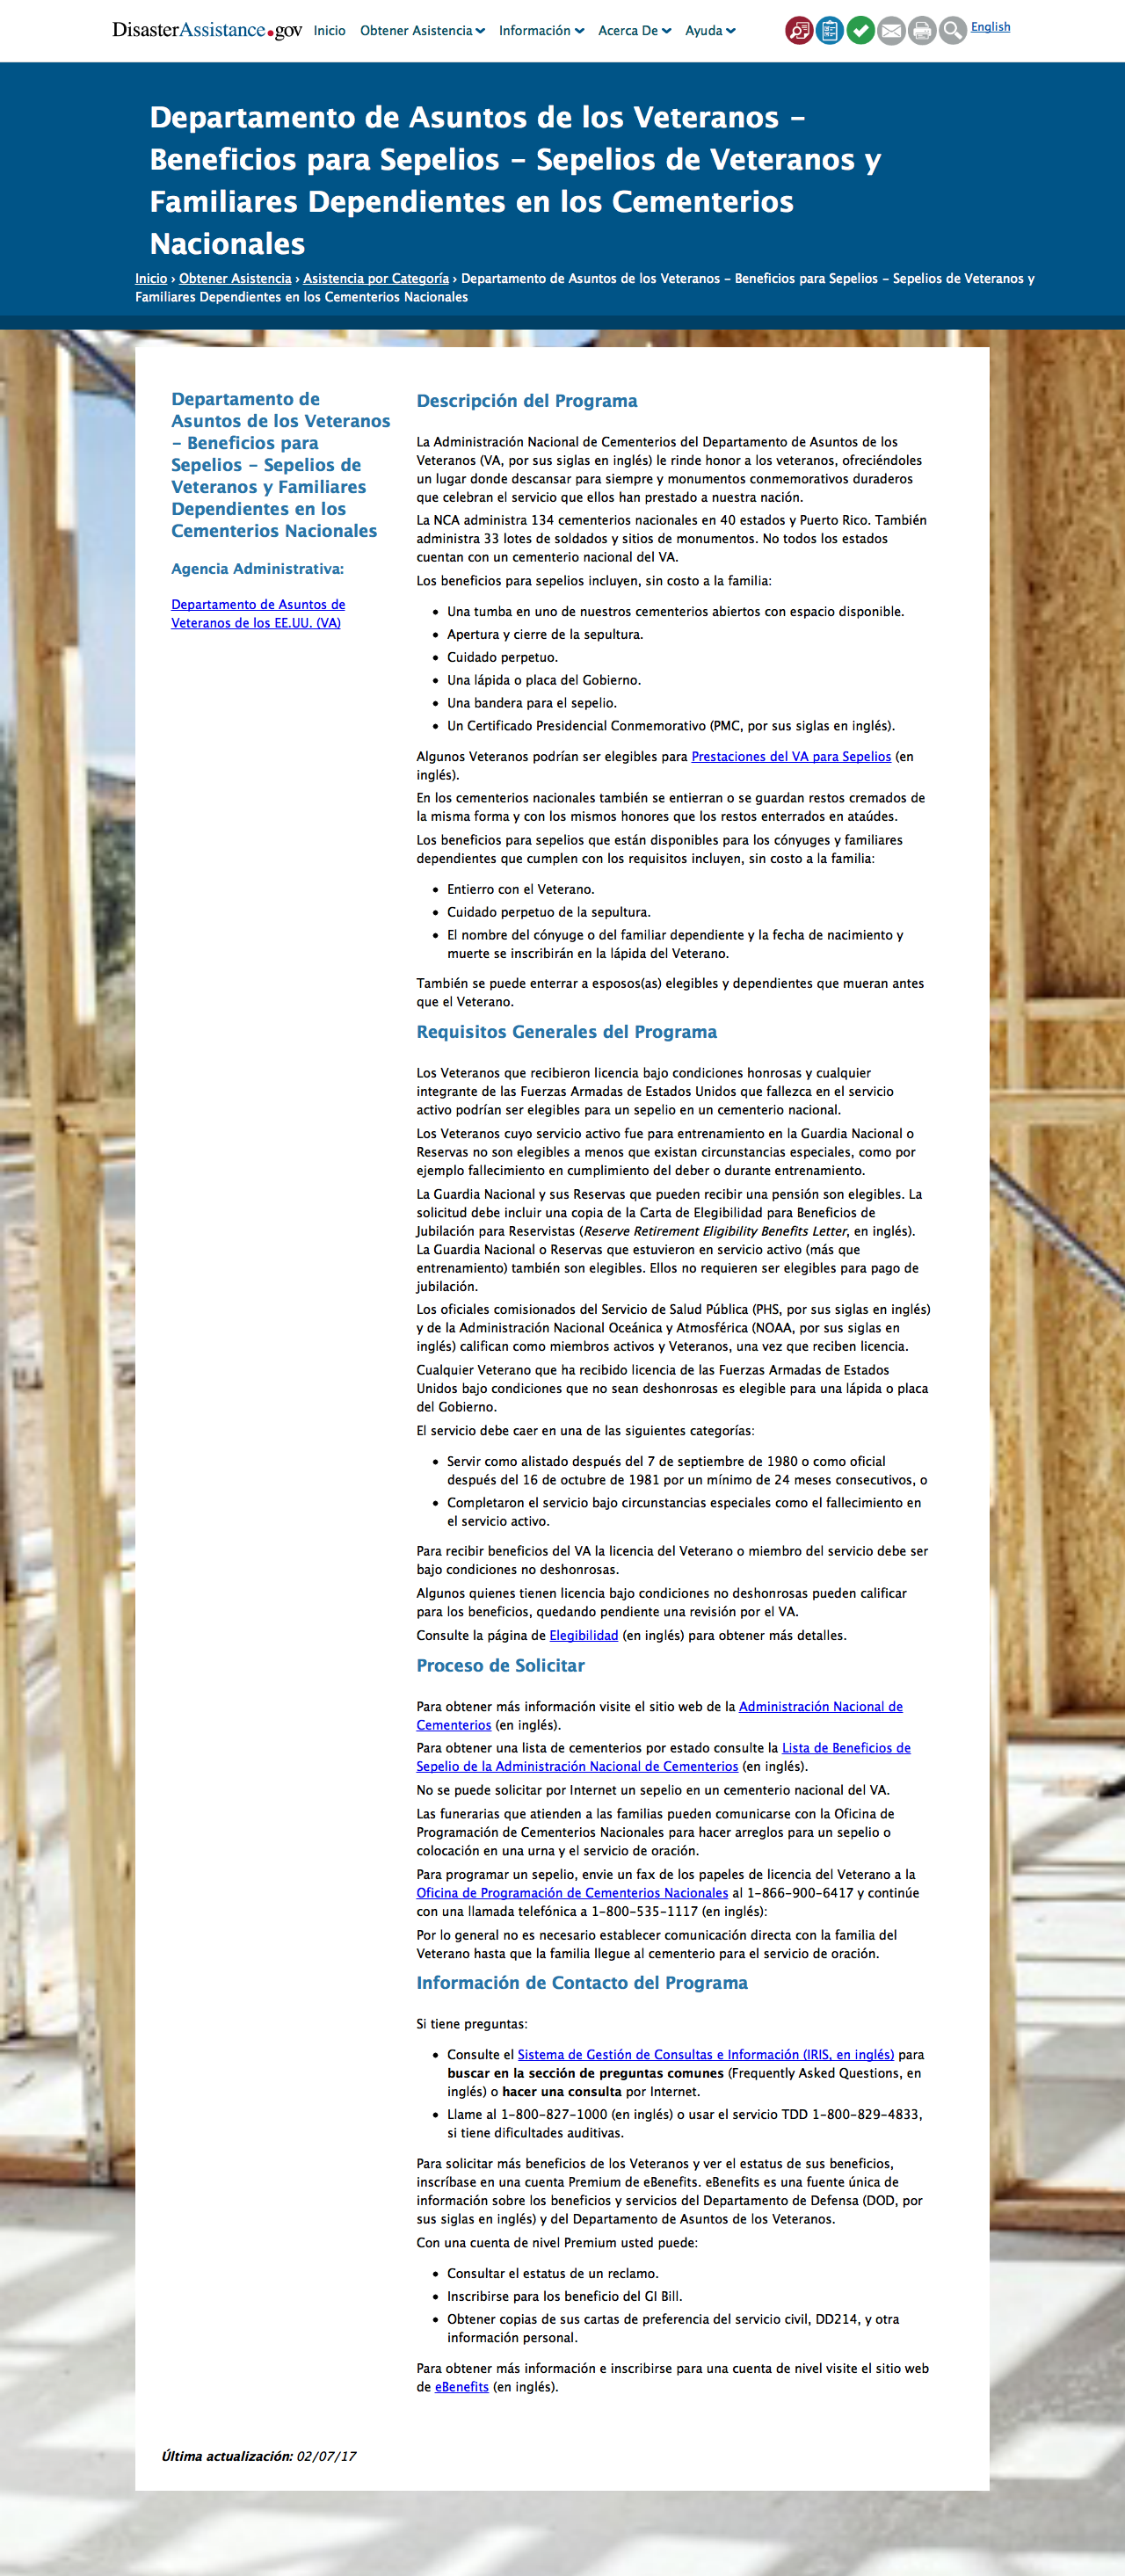 DisasterAssistance.gov Inicio Obtener Asistencia Información Acerca De Ayuda English
Departamento de Asuntos de los Veteranos –
Beneficios para Sepelios – Sepelios de Veteranos y
Familiares Dependientes en los Cementerios
Nacionales
Inicio › Obtener Asistencia › Asistencia por Categoría › Departamento de Asuntos de los Veteranos – Beneficios para Sepelios – Sepelios de Veteranos y
Familiares Dependientes en los Cementerios Nacionales
Departamento de
Asuntos de los Veteranos
– Beneficios para
Sepelios – Sepelios de
Veteranos y Familiares
Dependientes en los
Cementerios Nacionales
Agencia Administrativa:
Departamento de Asuntos de
Veteranos de los EE.UU. (VA)
Descripción del Programa
La Administración Nacional de Cementerios del Departamento de Asuntos de los
Veteranos (VA, por sus siglas en inglés) le rinde honor a los veteranos, ofreciéndoles
un lugar donde descansar para siempre y monumentos conmemorativos duraderos
que celebran el servicio que ellos han prestado a nuestra nación.
La NCA administra 134 cementerios nacionales en 40 estados y Puerto Rico. También
administra 33 lotes de soldados y sitios de monumentos. No todos los estados
cuentan con un cementerio nacional del VA.
Los beneficios para sepelios incluyen, sin costo a la familia:
• Una tumba en uno de nuestros cementerios abiertos con espacio disponible.
• Apertura y cierre de la sepultura.
• Cuidado perpetuo.
• Una lápida o placa del Gobierno.
• Una bandera para el sepelio.
• Un Certificado Presidencial Conmemorativo (PMC, por sus siglas en inglés).
Algunos Veteranos podrían ser elegibles para Prestaciones del VA para Sepelios (en
inglés).
En los cementerios nacionales también se entierran o se guardan restos cremados de
la misma forma y con los mismos honores que los restos enterrados en ataúdes.
Los beneficios para sepelios que están disponibles para los cónyuges y familiares
dependientes que cumplen con los requisitos incluyen, sin costo a la familia:
• Entierro con el Veterano.
• Cuidado perpetuo de la sepultura.
• El nombre del cónyuge o del familiar dependiente y la fecha de nacimiento y
muerte se inscribirán en la lápida del Veterano.
También se puede enterrar a esposos(as) elegibles y dependientes que mueran antes
que el Veterano.
Requisitos Generales del Programa
Los Veteranos que recibieron licencia bajo condiciones honrosas y cualquier
integrante de las Fuerzas Armadas de Estados Unidos que fallezca en el servicio
activo podrían ser elegibles para un sepelio en un cementerio nacional.
Los Veteranos cuyo servicio activo fue para entrenamiento en la Guardia Nacional o
Reservas no son elegibles a menos que existan circunstancias especiales, como por
ejemplo fallecimiento en cumplimiento del deber o durante entrenamiento.
La Guardia Nacional y sus Reservas que pueden recibir una pensión son elegibles. La
solicitud debe incluir una copia de la Carta de Elegibilidad para Beneficios de
Jubilación para Reservistas (Reserve Retirement Eligibility Benefits Letter, en inglés).
La Guardia Nacional o Reservas que estuvieron en servicio activo (más que
entrenamiento) también son elegibles. Ellos no requieren ser elegibles para pago de
jubilación.
Los oficiales comisionados del Servicio de Salud Pública (PHS, por sus siglas en inglés)
y de la Administración Nacional Oceánica y Atmosférica (NOAA, por sus siglas en
inglés) califican como miembros activos y Veteranos, una vez que reciben licencia.
Cualquier Veterano que ha recibido licencia de las Fuerzas Armadas de Estados
Unidos bajo condiciones que no sean deshonrosas es elegible para una lápida o placa
del Gobierno.
El servicio debe caer en una de las siguientes categorías:
• Servir como alistado después del 7 de septiembre de 1980 o como oficial
después del 16 de octubre de 1981 por un mínimo de 24 meses consecutivos, o
• Completaron el servicio bajo circunstancias especiales como el fallecimiento en
el servicio activo.
Para recibir beneficios del VA la licencia del Veterano o miembro del servicio debe ser
bajo condiciones no deshonrosas.
Algunos quienes tienen licencia bajo condiciones no deshonrosas pueden calificar
para los beneficios, quedando pendiente una revisión por el VA.
Consulte la página de Elegibilidad (en inglés) para obtener más detalles.
Proceso de Solicitar
Para obtener más información visite el sitio web de la Administración Nacional de
Cementerios (en inglés).
Para obtener una lista de cementerios por estado consulte la Lista de Beneficios de
Sepelio de la Administración Nacional de Cementerios (en inglés).
No se puede solicitar por Internet un sepelio en un cementerio nacional del VA.
Las funerarias que atienden a las familias pueden comunicarse con la Oficina de
Programación de Cementerios Nacionales para hacer arreglos para un sepelio o
colocación en una urna y el servicio de oración.
Para programar un sepelio, envie un fax de los papeles de licencia del Veterano a la
Oficina de Programación de Cementerios Nacionales al 1-866-900-6417 y continúe
con una llamada telefónica a 1-800-535-1117 (en inglés):
Por lo general no es necesario establecer comunicación directa con la familia del
Veterano hasta que la familia llegue al cementerio para el servicio de oración.
Información de Contacto del Programa
Si tiene preguntas:
• Consulte el Sistema de Gestión de Consultas e Información (IRIS, en inglés) para
buscar en la sección de preguntas comunes (Frequently Asked Questions, en
inglés) o hacer una consulta por Internet.
• Llame al 1-800-827-1000 (en inglés) o usar el servicio TDD 1-800-829-4833,
si tiene dificultades auditivas.
Para solicitar más beneficios de los Veteranos y ver el estatus de sus beneficios,
inscríbase en una cuenta Premium de eBenefits. eBenefits es una fuente única de
información sobre los beneficios y servicios del Departamento de Defensa (DOD, por
sus siglas en inglés) y del Departamento de Asuntos de los Veteranos.
Con una cuenta de nivel Premium usted puede:
• Consultar el estatus de un reclamo.
• Inscribirse para los beneficio del GI Bill.
• Obtener copias de sus cartas de preferencia del servicio civil, DD214, y otra
información personal.
Para obtener más información e inscribirse para una cuenta de nivel visite el sitio web
de eBenefits (en inglés).
Última actualización: 02/07/17